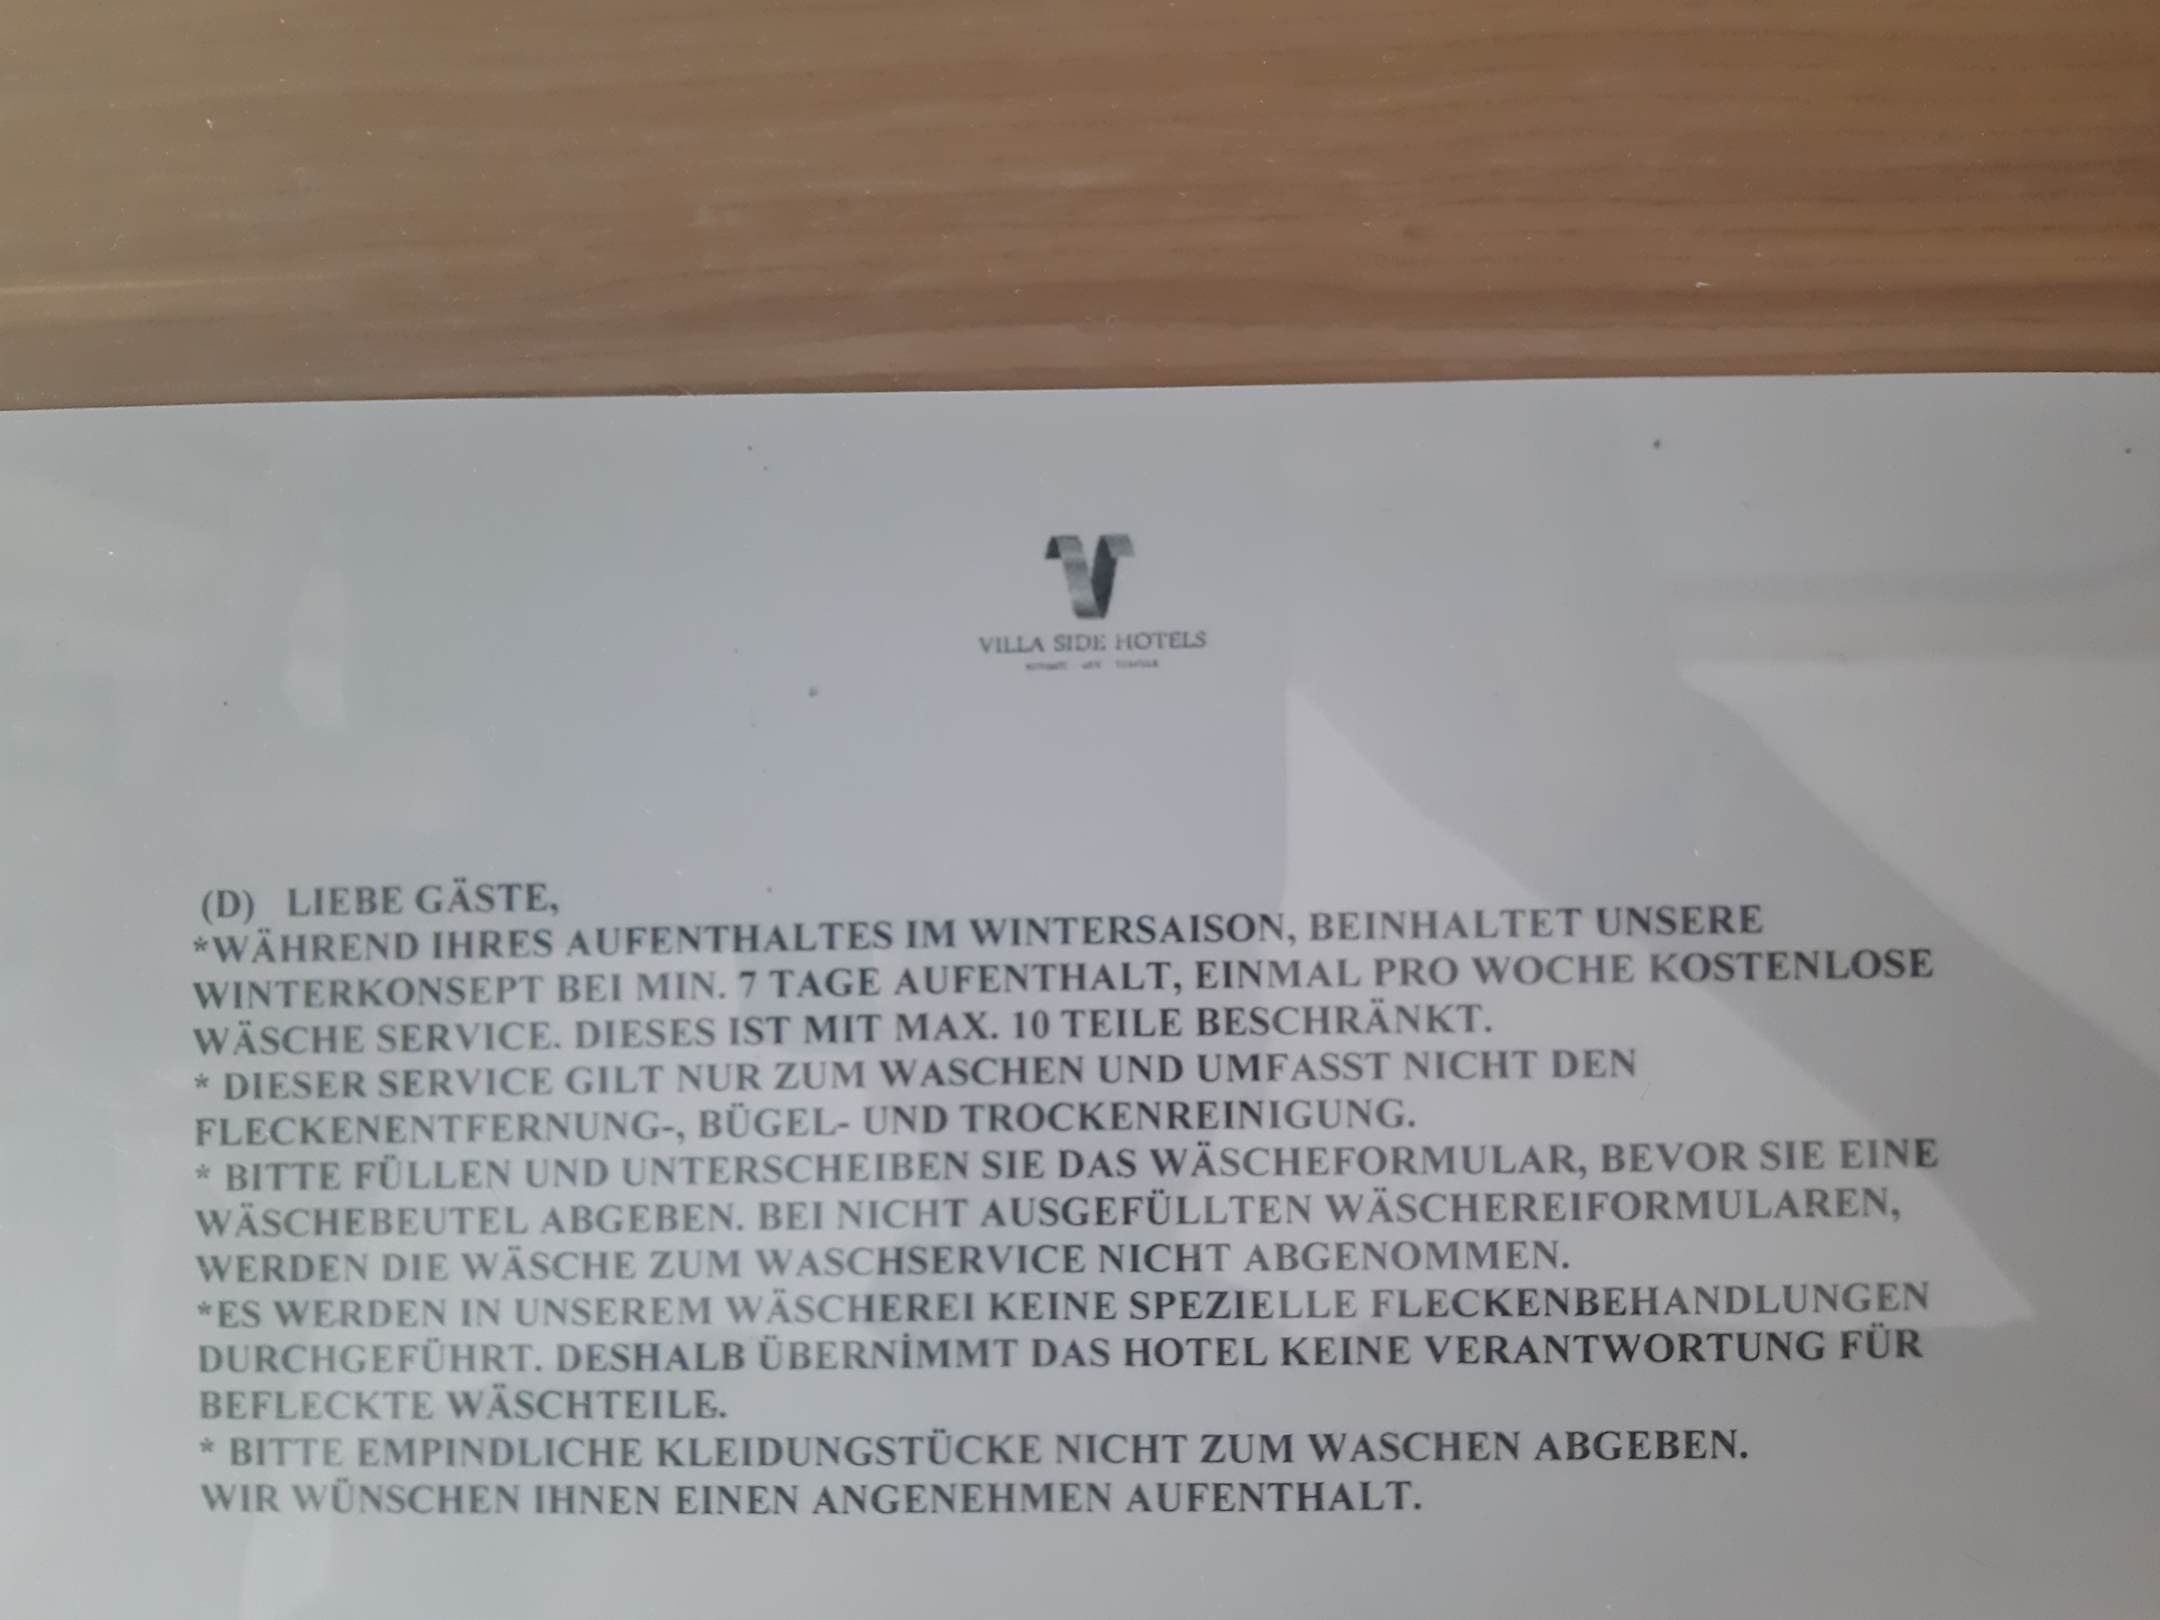 VILLA SIDE HOTELS
(D) LIEBE GÄSTE,
*WÄHREND IHRES AUFENTHALTES IM WINTERSAISON, BEINHALTET UNSERE
WINTERKONSEPT BEI MIN. 7 TAGE AUFENTHALT, EINMAL PRO WOCHE KOSTENLOSE
WÄSCHE SERVICE. DIESES IST MIT MAX. 10 TEILE BESCHRÄNKT.
* DIESER SERVICE GILT NUR ZUM WASCHEN UND UMFASST NICHT DEN
FLECKENENTFERNUNG-, BÜGEL- UND TROCKENREINIGUNG.
* BITTE FÜLLEN UND UNTERSCHEIBEN SIE DAS WÄSCHEFORMULAR, BEVOR SIE EINE
WÄSCHEBEUTEL ABGEBEN. BEI NICHT AUSGEFÜLLTEN WÄSCHEREIFORMULAREN,
WERDEN DIE WÄSCHE ZUM WASCHSERVICE NICHT ABGENOMMEN.
*ES WERDEN IN UNSEREM WÄSCHEREI KEINE SPEZIELLE FLECKENBEHANDLUNGEN
DURCHGEFÜHRT. DESHALB ÜBERNİMMT DAS HOTEL KEINE VERANTWORTUNG FÜR
BEFLECKTE WÄSCHTEILE.
* BITTE EMPINDLICHE KLEIDUNGSTÜCKE NICHT ZUM WASCHEN ABGEBEN.
WIR WÜNSCHEN IHNEN EINEN ANGENEHMEN AUFENTHALT.